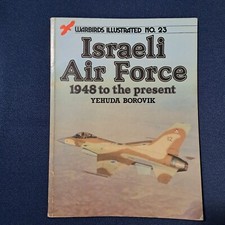 WARBIRDS ILLUSTRATED NO. 23
Israeli
Air Force
1948 to the present
YEHUDA BOROVIK